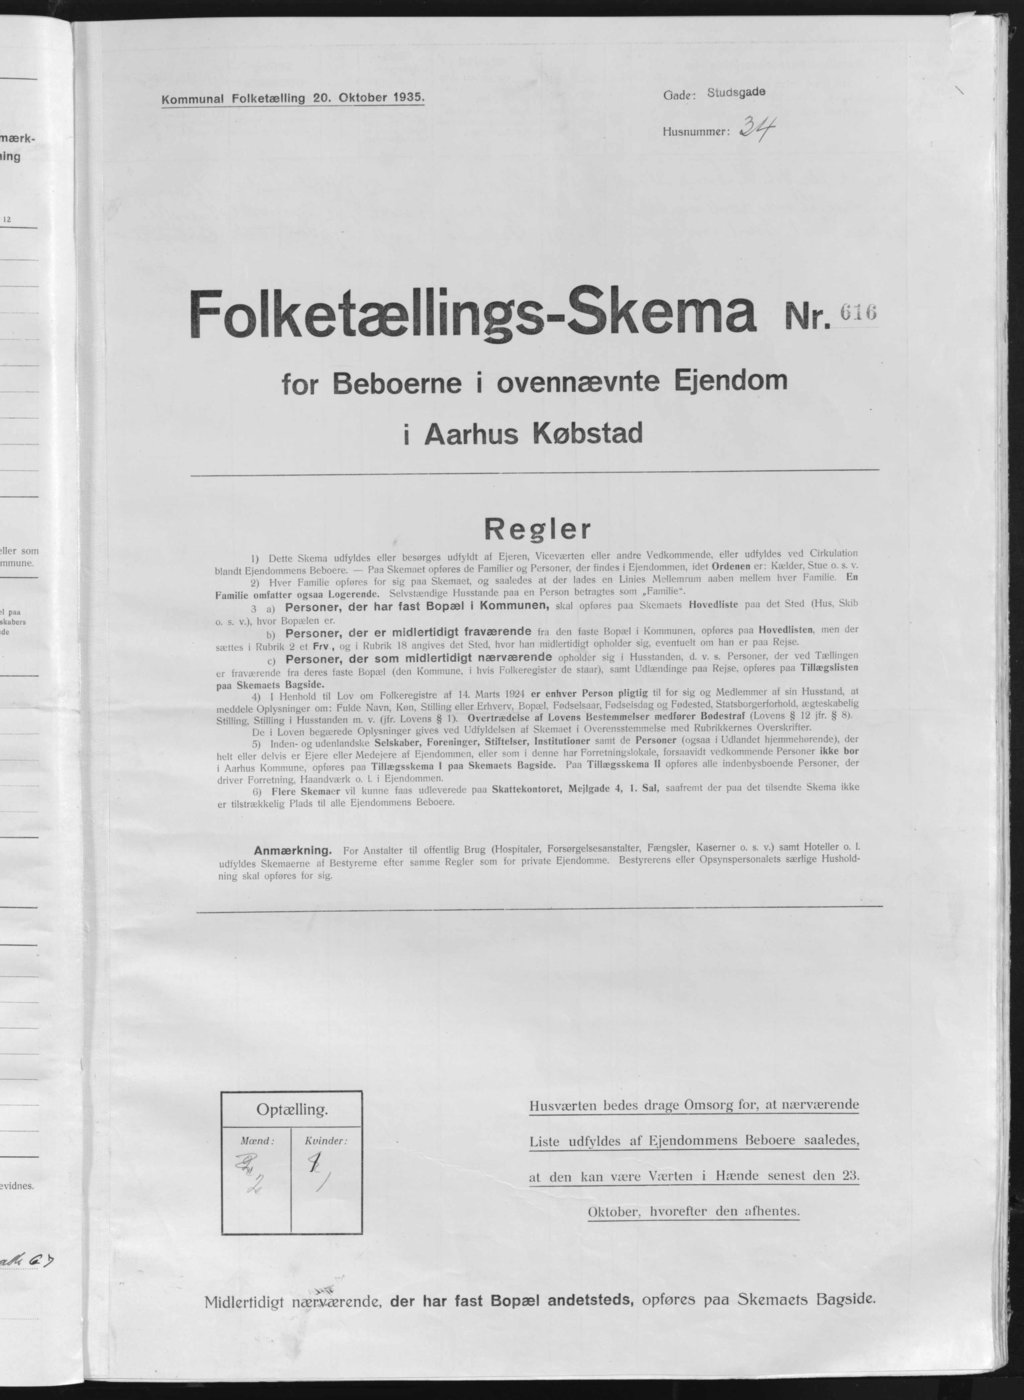 mærk-
ning
12
eller som
mmune.
el paa
skabers
de
evidnes.
67
Kommunal Folketælling 20. Oktober 1935.
Gade: Studsgade
Husnummer: 34
Folketællings-Skema Nr. 616
for Beboerne i ovennævnte Ejendom
i Aarhus Købstad
Regler
1) Dette Skema udfyldes eller besørges udfyldt af Ejeren, Viceværten eller andre Vedkommende, eller udfyldes ved Cirkulation
blandt Ejendommens Beboere. — Paa Skemaet opføres de Familier og Personer, der findes i Ejendommen, idet Ordenen er: Kælder, Stue o. s. v.
2) Hver Familie opføres for sig paa Skemaet, og saaledes at der lades en Linies Mellemrum aaben mellem hver Familie. En
Familie omfatter ogsaa Logerende. Selvstændige Husstande paa en Person betragtes som „Familie“.
3 a) Personer, der har fast Bopæl i Kommunen, skal opføres paa Skemaets Hovedliste paa det Sted (Hus, Skib
o. s. v.), hvor Bopælen er.
b) Personer, der er midlertidigt fraværende fra den faste Bopæl i Kommunen, opføres paa Hovedlisten, men der
sættes i Rubrik 2 et Frv., og i Rubrik 18 angives det Sted, hvor han midlertidigt opholder sig, eventuelt om han er paa Rejse.
c) Personer, der som midlertidigt nærværende opholder sig i Husstanden, d. v. s. Personer, der ved Tællingen
er fraværende fra deres faste Bopæl (den Kommune, i hvis Folkeregister de staar), samt Udlændinge paa Rejse, opføres paa Tillægslisten
paa Skemaets Bagside.
4) I Henhold til Lov om Folkeregistre af 14. Marts 1924 er enhver Person pligtig til for sig og Medlemmer af sin Husstand, at
meddele Oplysninger om: Fulde Navn, Køn, Stilling eller Erhverv, Bopæl, Fødselsaar, Fødselsdag og Fødested, Statsborgerforhold, ægteskabelig
Stilling, Stilling i Husstanden m. v. (jfr. Lovens § 1). Overtrædelse af Lovens Bestemmelser medfører Bødestraf (Lovens § 12 jfr. § 8).
De i Loven begærede Oplysninger gives ved Udfyldelsen af Skemaet i Overensstemmelse med Rubrikkernes Overskrifter.
5) Inden- og udenlandske Selskaber, Foreninger, Stiftelser, Institutioner samt de Personer (ogsaa i Udlandet hjemmehørende), der
helt eller delvis er Ejere eller Medejere af Ejendommen, eller som i denne har Forretningslokale, forsaavidt vedkommende Personer ikke bor
i Aarhus Kommune, opføres paa Tillægsskema I paa Skemaets Bagside. Paa Tillægsskema II opføres alle indenbysboende Personer, der
driver Forretning, Haandværk o. l. i Ejendommen.
6) Flere Skemaer vil kunne faas udleverede paa Skattekontoret, Mejlgade 4, 1. Sal, saafremt der paa det tilsendte Skema ikke
er tilstrækkelig Plads til alle Ejendommens Beboere.
Anmærkning. For Anstalter til offentlig Brug (Hospitaler, Forsørgelsesanstalter, Fængsler, Kaserner o. s. v.) samt Hoteller o. l.
udfyldes Skemaerne af Bestyrerne efter samme Regler som for private Ejendomme. Bestyrerens eller Opsynspersonalets særlige Hushold-
ning skal opføres for sig.
Optælling.
Mænd: Kvinder:
2 1
Husværten bedes drage Omsorg for, at nærværende
Liste udfyldes af Ejendommens Beboere saaledes,
at den kan være Værten i Hænde senest den 23.
Oktober, hvorefter den afhentes.
Midlertidigt nærværende, der har fast Bopæl andetsteds, opføres paa Skemaets Bagside.